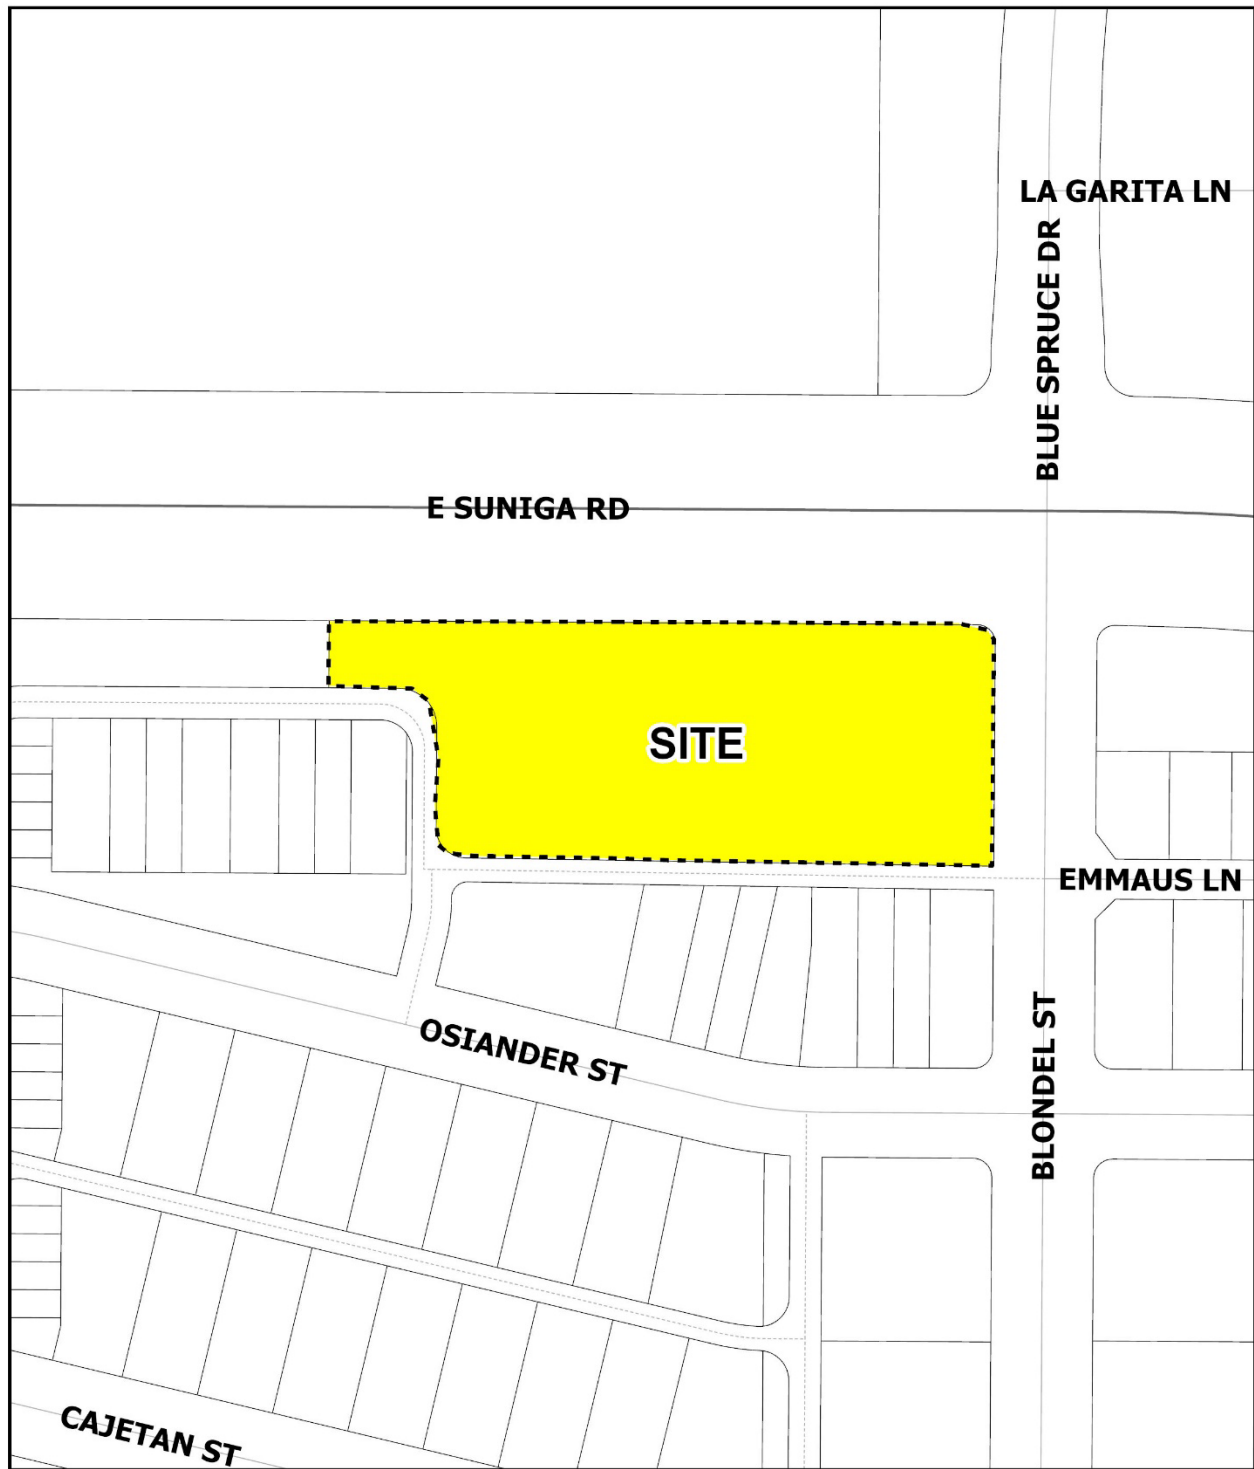 LA GARITA LN
BLUE SPRUCE DR
E SUNIGA RD
SITE
EMMAUS LN
OSIANDER ST
BLONDEL ST
CAJETAN ST